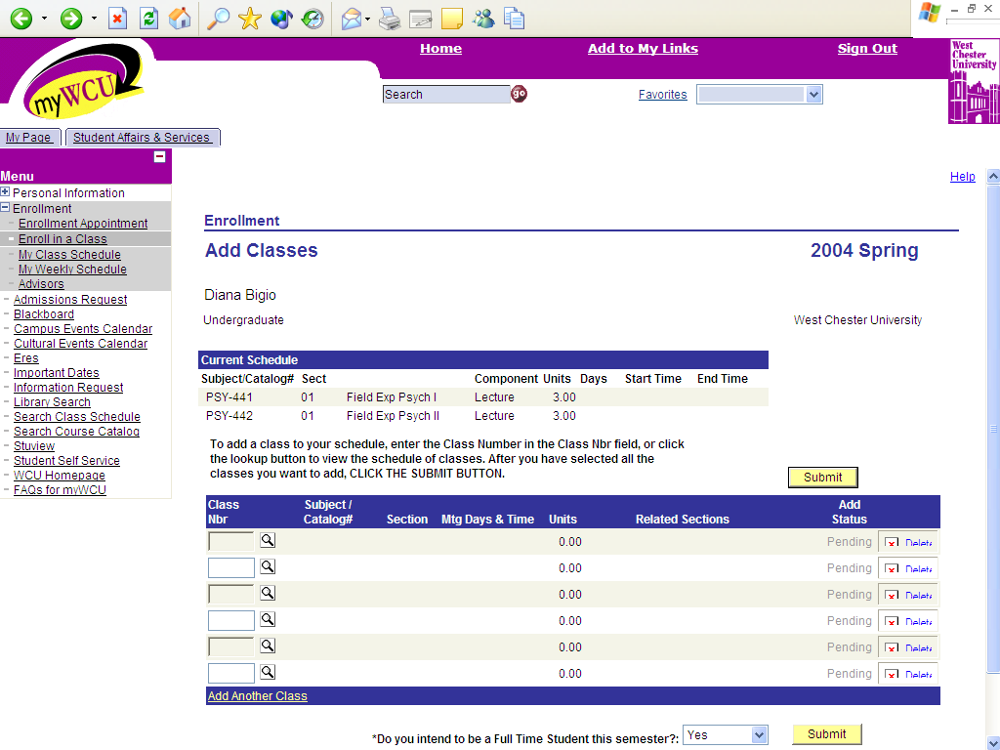 Home Add to My Links Sign Out
West
Chester
University
myWCU
Search go Favorites
My Page Student Affairs & Services
Menu
Help
Personal Information
Enrollment
Enrollment Appointment
Enroll in a Class
My Class Schedule
My Weekly Schedule
Advisors
Admissions Request
Blackboard
Campus Events Calendar
Cultural Events Calendar
Eres
Important Dates
Information Request
Library Search
Search Class Schedule
Search Course Catalog
Stuview
Student Self Service
WCU Homepage
FAQs for myWCU
Enrollment
Add Classes 2004 Spring
Diana Bigio
Undergraduate West Chester University
Current Schedule
Subject/Catalog# Sect Component Units Days Start Time End Time
PSY-441 01 Field Exp Psych I Lecture 3.00
PSY-442 01 Field Exp Psych II Lecture 3.00
To add a class to your schedule, enter the Class Number in the Class Nbr field, or click
the lookup button to view the schedule of classes. After you have selected all the
classes you want to add, CLICK THE SUBMIT BUTTON.
Submit
Class Nbr Subject / Catalog# Section Mtg Days & Time Units Related Sections Add Status
0.00 Pending Delete
0.00 Pending Delete
0.00 Pending Delete
0.00 Pending Delete
0.00 Pending Delete
0.00 Pending Delete
Add Another Class
*Do you intend to be a Full Time Student this semester?: Yes Submit